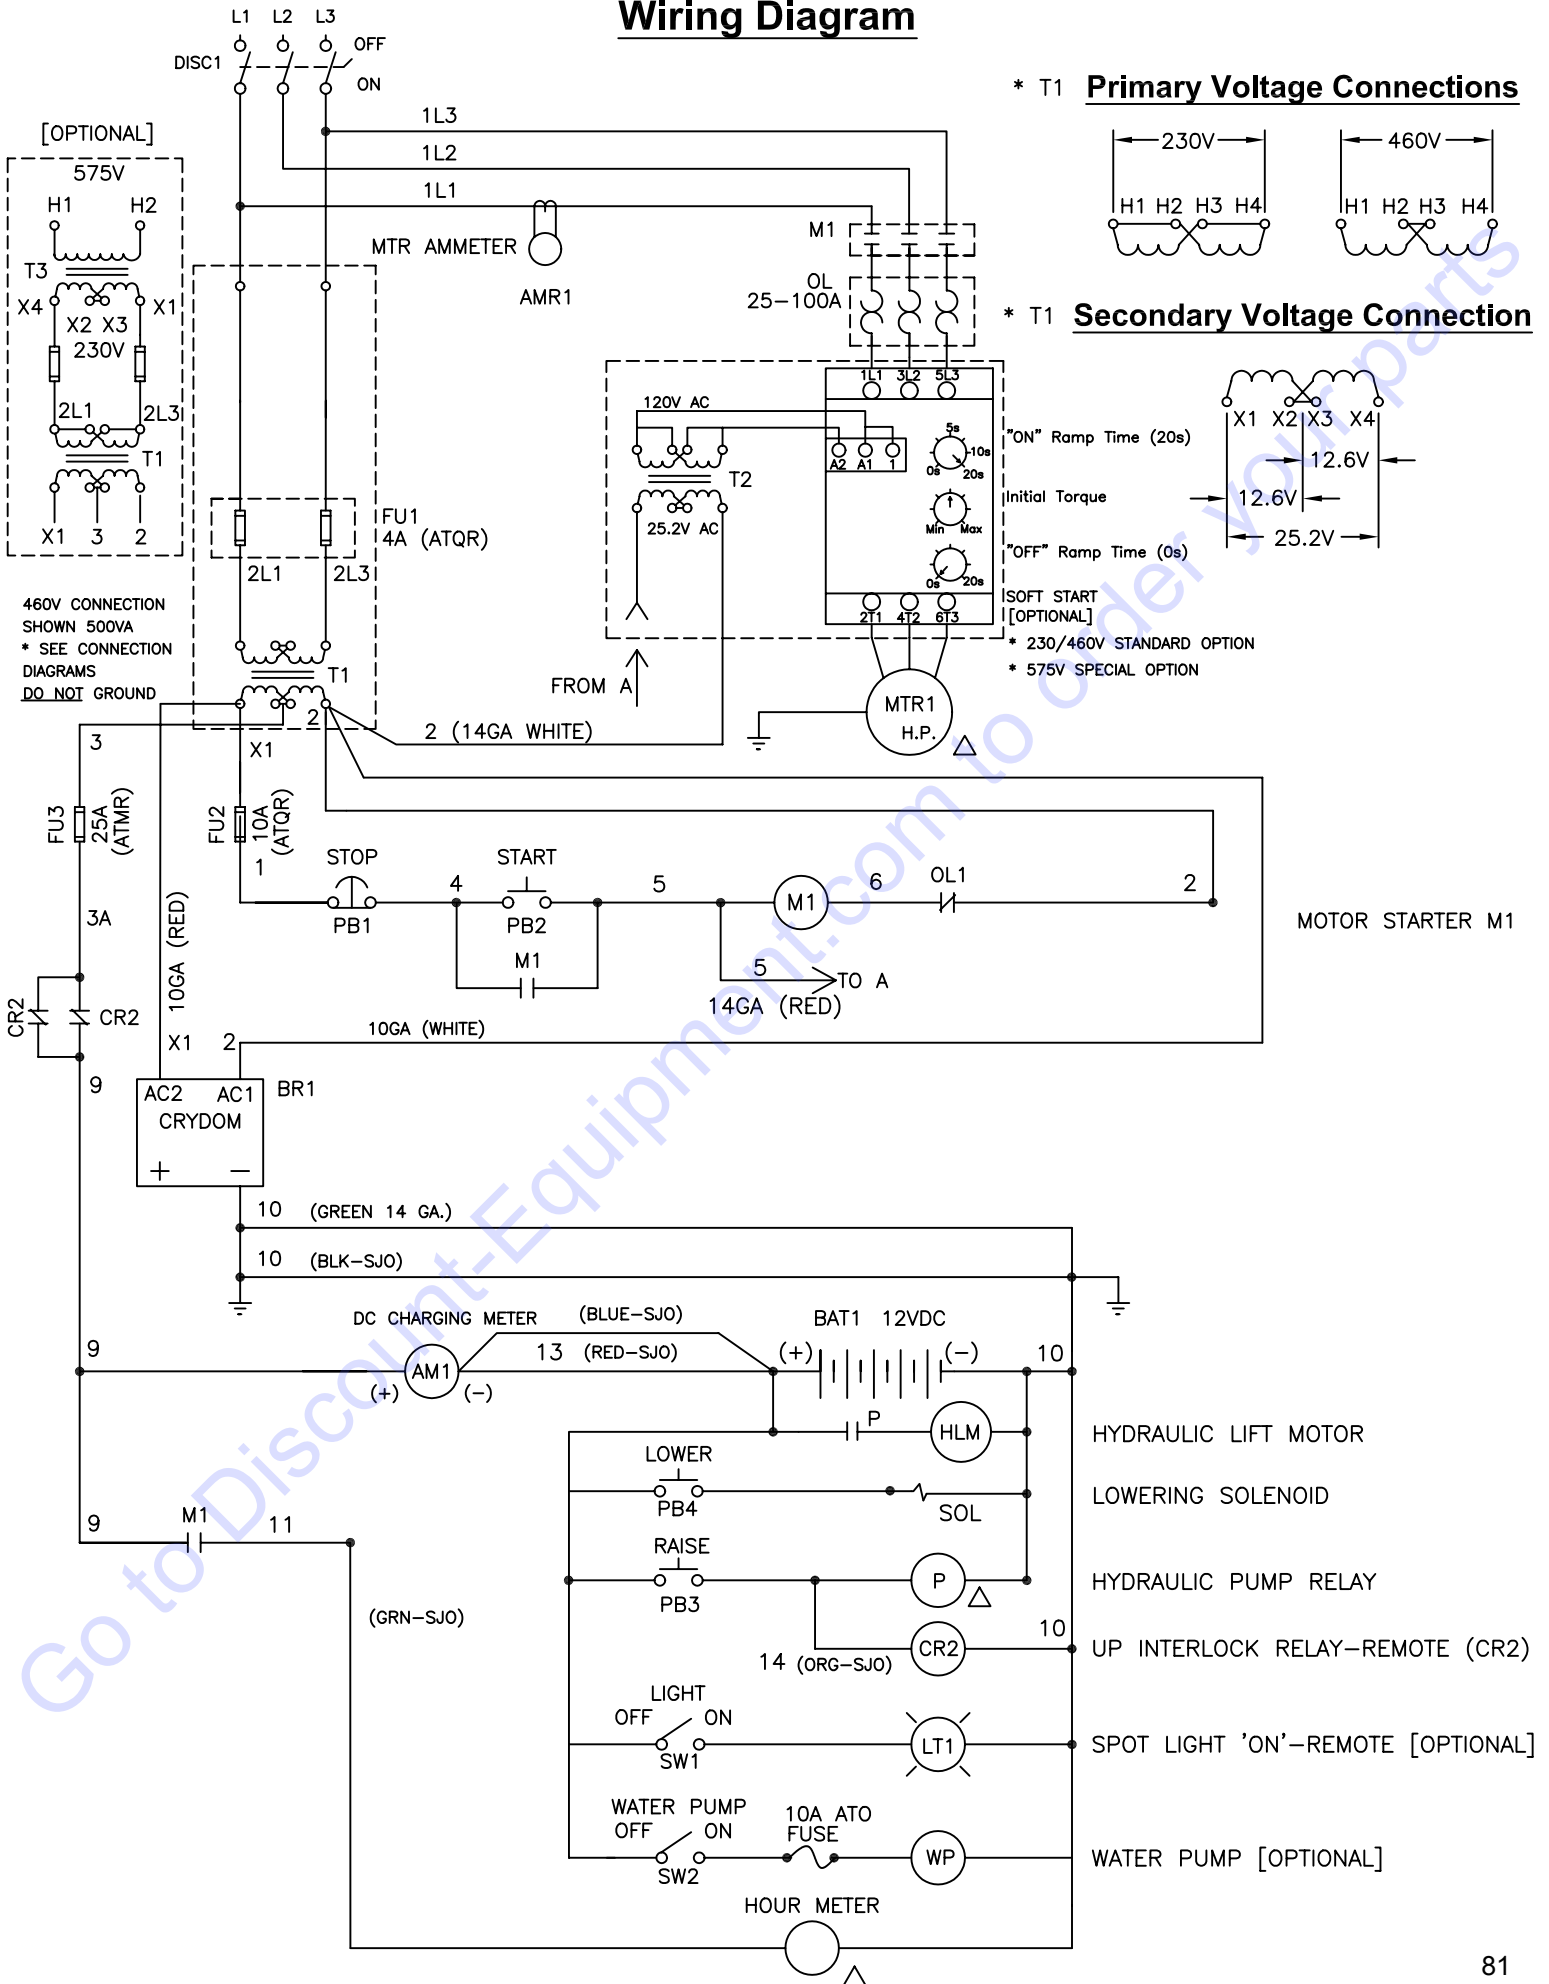 Wiring Diagram
L1 L2 L3
OFF
DISC1
ON
* T1 Primary Voltage Connections
230V
460V
H1 H2 H3 H4
H1 H2 H3 H4
* T1 Secondary Voltage Connection
X1 X2 X3 X4
12.6V
12.6V
25.2V
[OPTIONAL]
575V
H1 H2
T3
X4 X1
X2 X3
230V
2L1 2L3
T1
X1 3 2
460V CONNECTION
SHOWN 500VA
* SEE CONNECTION
DIAGRAMS
DO NOT GROUND
1L3
1L2
1L1
MTR AMMETER
AMR1
M1
OL
25-100A
FU1
4A (ATQR)
2L1 2L3
T1
2
X1
3
120V AC
T2
25.2V AC
1L1 3L2 5L3
A2 A1 1
5s
10s
0s
20s
"ON" Ramp Time (20s)
Initial Torque
Min Max
"OFF" Ramp Time (0s)
0s 20s
2T1 4T2 6T3
SOFT START
[OPTIONAL]
* 230/460V STANDARD OPTION
* 575V SPECIAL OPTION
FROM A
2 (14GA WHITE)
MTR1
H.P.
FU3
25A
(ATMR)
FU2
10A
(ATQR)
1
STOP
PB1
4
START
PB2
M1
5
M1
6
OL1
2
MOTOR STARTER M1
5
TO A
14GA (RED)
3A
10GA (RED)
CR2
CR2
X1
2
10GA (WHITE)
9
AC2 AC1
CRYDOM
+ −
BR1
10 (GREEN 14 GA.)
10 (BLK-SJO)
DC CHARGING METER
(BLUE-SJO)
BAT1 12VDC
9
AM1
(+) (-)
13 (RED-SJO)
(+) (-)
10
P
HLM
HYDRAULIC LIFT MOTOR
LOWER
PB4
SOL
LOWERING SOLENOID
9
M1
11
RAISE
PB3
P
HYDRAULIC PUMP RELAY
(GRN-SJO)
14 (ORG-SJO)
CR2
10
UP INTERLOCK RELAY-REMOTE (CR2)
LIGHT
OFF ON
SW1
LT1
SPOT LIGHT 'ON'-REMOTE [OPTIONAL]
WATER PUMP
OFF ON
SW2
10A ATO
FUSE
WP
WATER PUMP [OPTIONAL]
HOUR METER
81
Go to Discount-Equipment.com to order your parts